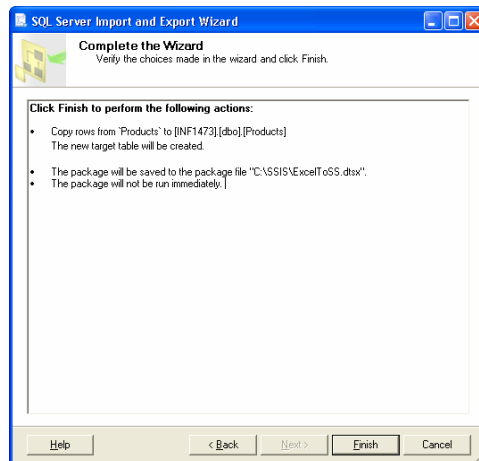 SQL Server Import and Export Wizard
Complete the Wizard
Verify the choices made in the wizard and click Finish.
Click Finish to perform the following actions:
• Copy rows from `Products` to [INF1473].[dbo].[Products]
The new target table will be created.
• The package will be saved to the package file "C:\SSIS\ExcelToSS.dtsx".
• The package will not be run immediately.
Help < Back Next > Finish Cancel